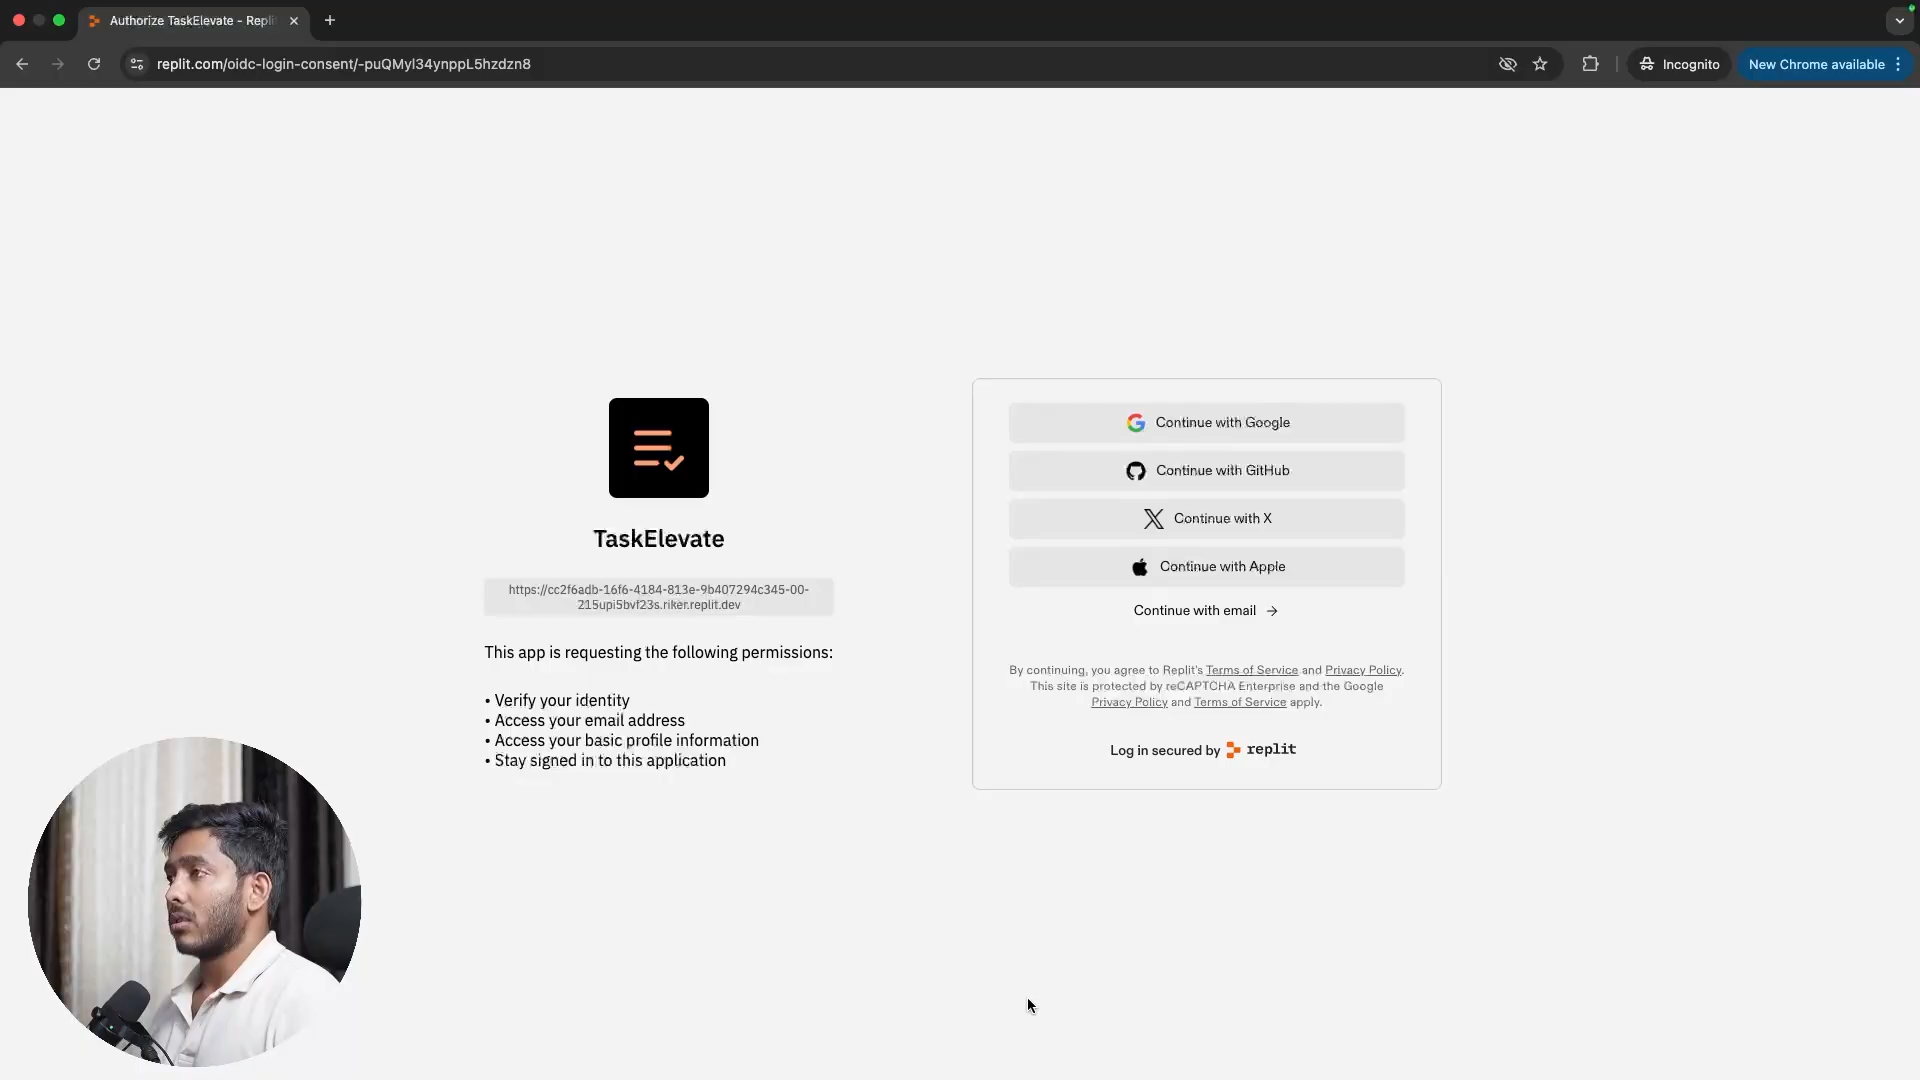 Authorize TaskElevate - Repli
replit.com/oidc-login-consent/-puQMyl34ynppL5hzdzn8
Incognito
New Chrome available
TaskElevate
https://cc2f6adb-16f6-4184-813e-9b407294c345-00-
215upi5bvf23s.riker.replit.dev
This app is requesting the following permissions:
• Verify your identity
• Access your email address
• Access your basic profile information
• Stay signed in to this application
Continue with Google
Continue with GitHub
Continue with X
Continue with Apple
Continue with email →
By continuing, you agree to Replit's Terms of Service and Privacy Policy.
This site is protected by reCAPTCHA Enterprise and the Google
Privacy Policy and Terms of Service apply.
Log in secured by replit